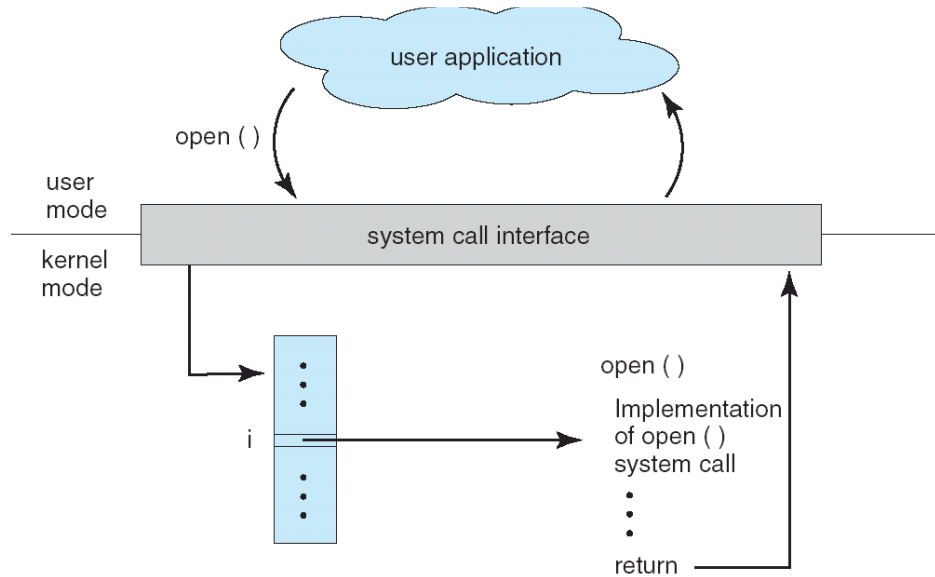 user application
open ( )
user
mode
system call interface
kernel
mode
open ( )
Implementation
of open ( )
system call
i
return